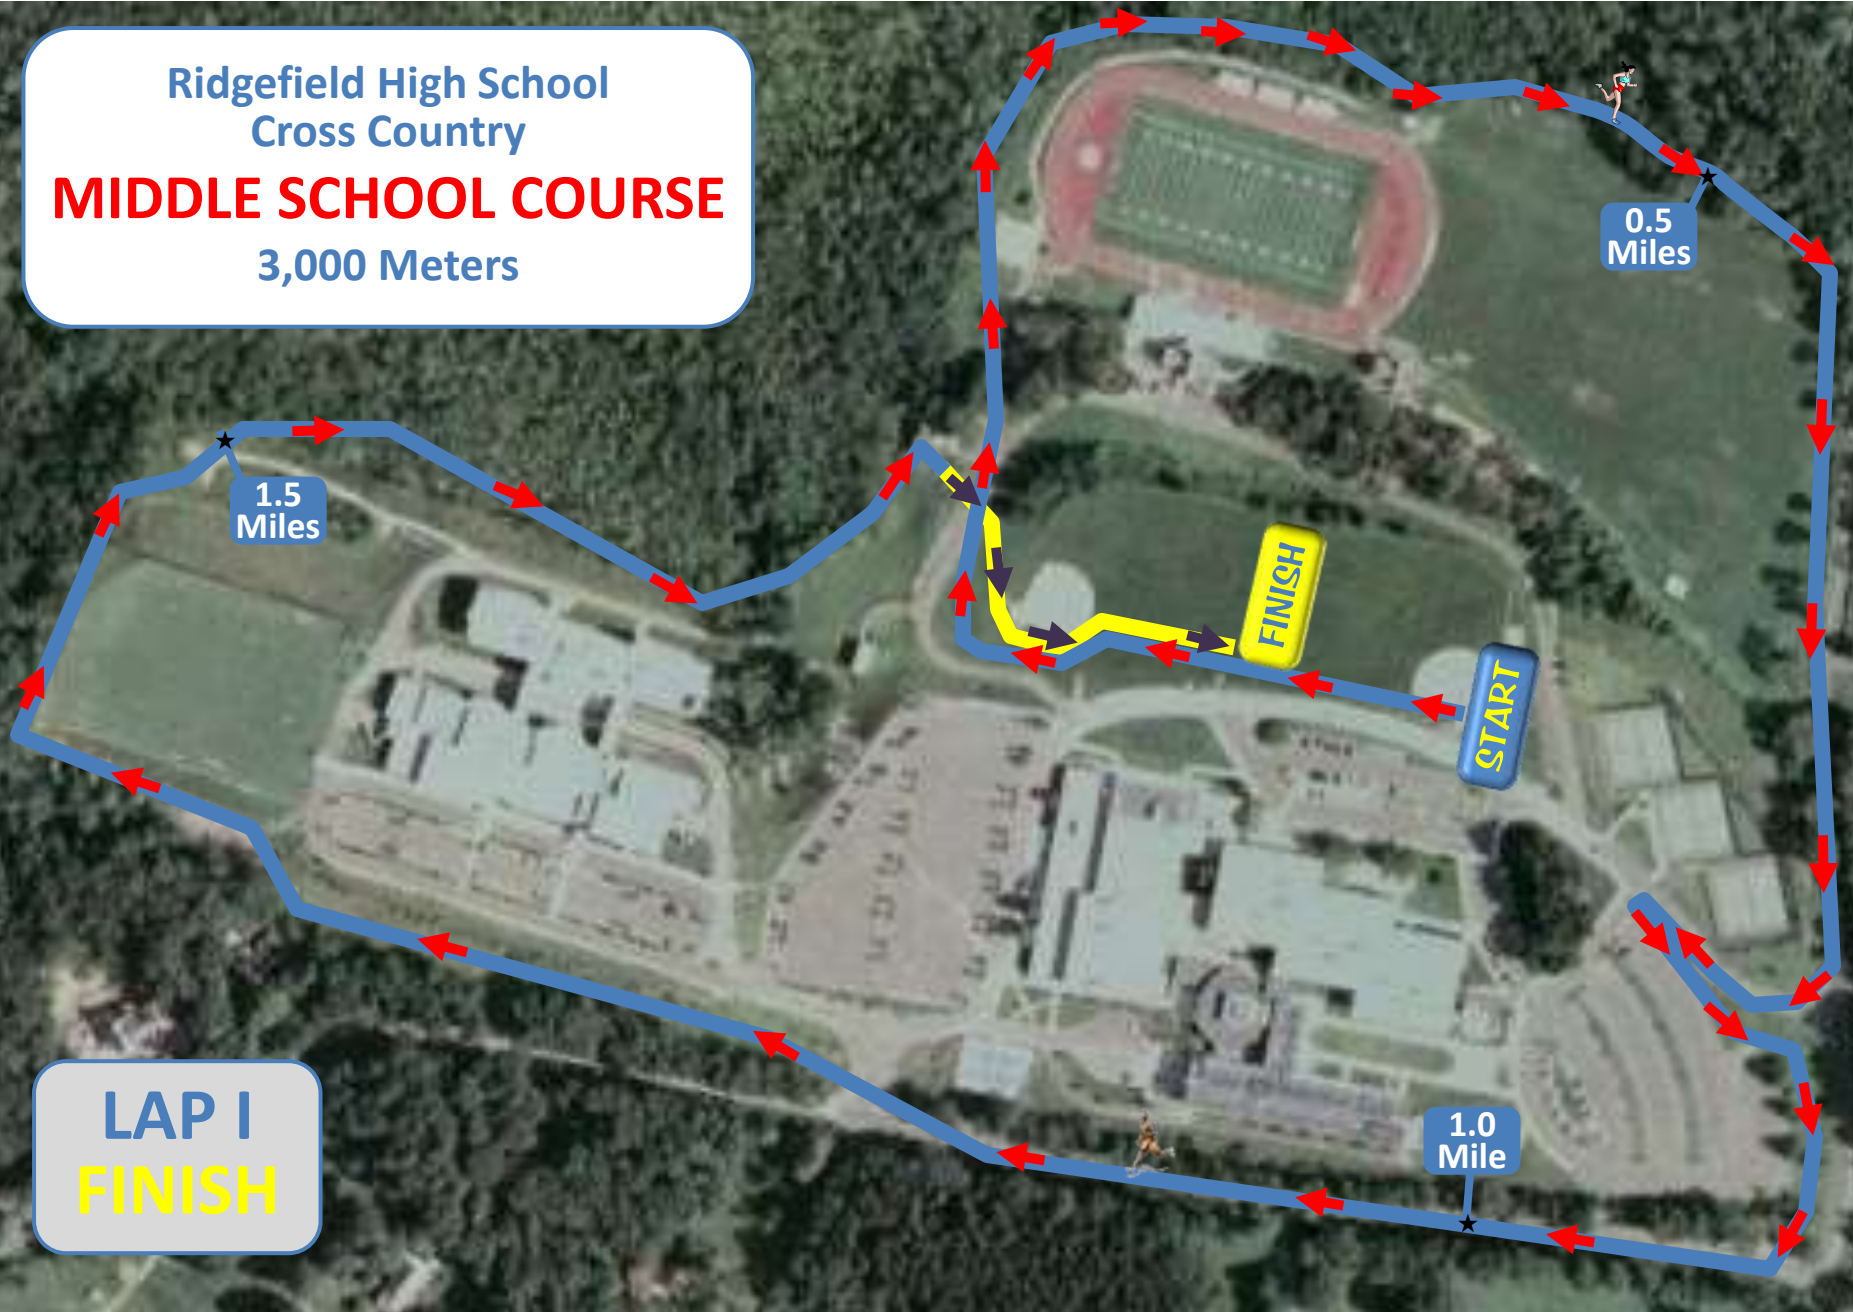 Ridgefield High School
Cross Country
MIDDLE SCHOOL COURSE
3,000 Meters
0.5
Miles
1.5
Miles
FINISH
START
1.0
Mile
LAP I
FINISH